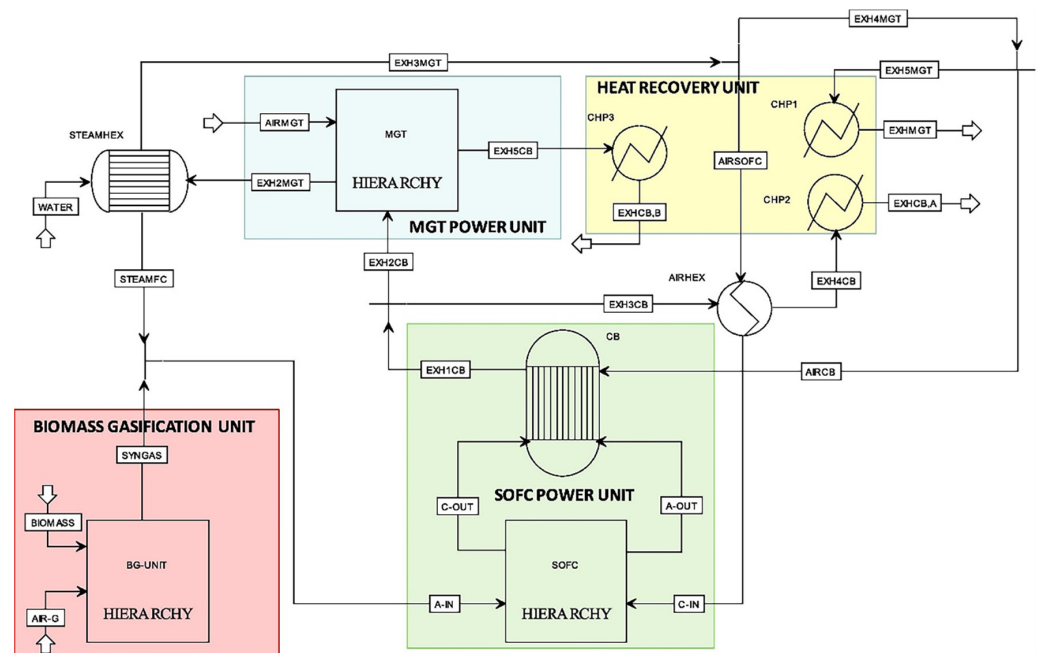 EXH4MGT
EXH3MGT
EXH5MGT
HEAT RECOVERY UNIT
CHP1
CHP3
STEAMHEX
AIRMGT
MGT
EXHMGT
EXH5CB
AIRSOFC
EXH2MGT
HIERARCHY
CHP2
WATER
EXHCB,B
EXHCB,A
MGT POWER UNIT
EXH2CB
STEAMFC
AIRHEX
EXH4CB
EXH3CB
CB
EXH1CB
AIRCB
BIOMASS GASIFICATION UNIT
SYNGAS
SOFC POWER UNIT
C-OUT
A-OUT
BIOMASS
BG-UNIT
SOFC
A-IN
C-IN
HIERARCHY
HIERARCHY
AIR-G